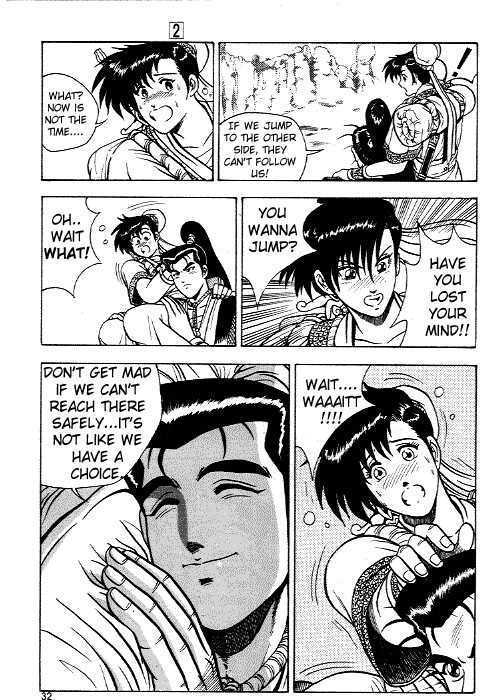 2
WHAT?
NOW IS
NOT THE
TIME....
IF WE JUMP
TO THE OTHER
SIDE, THEY
CAN'T FOLLOW
US!
!
OH..
WAIT
WHAT!
YOU
WANNA
JUMP?
HAVE
YOU
LOST
YOUR
MIND!!
DON'T GET MAD
IF WE CAN'T
REACH THERE
SAFELY...IT'S
NOT LIKE WE
HAVE A
CHOICE.
WAIT....
WAAAITT
!!!!
32